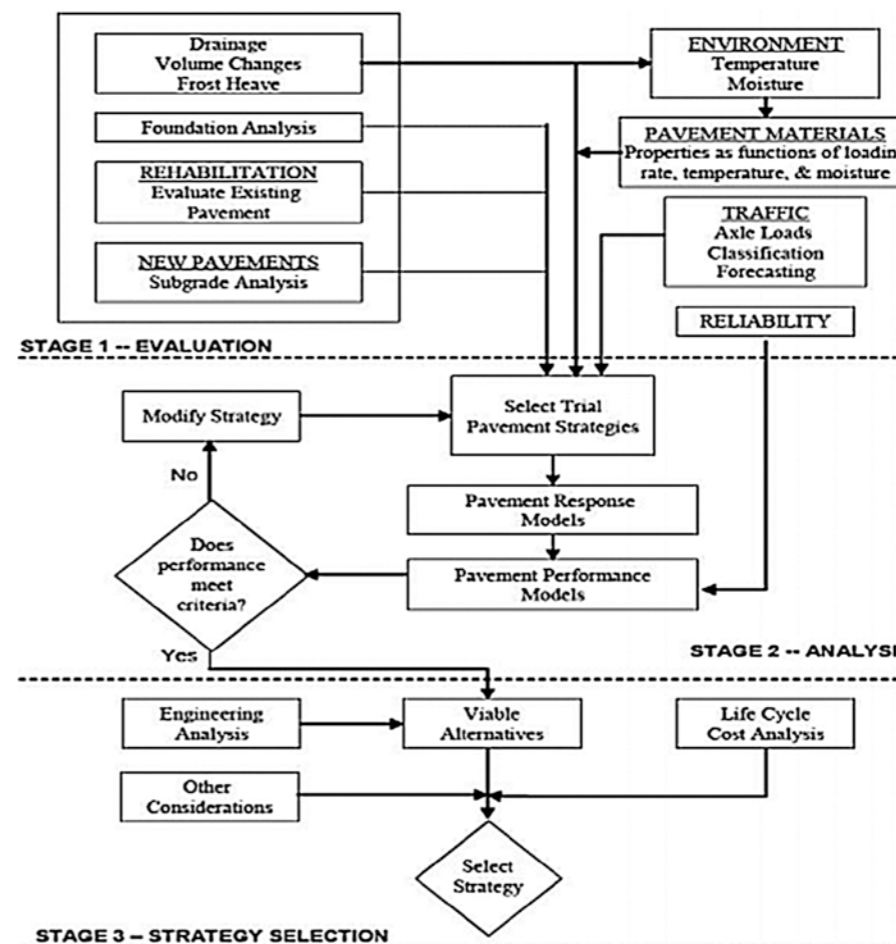 Drainage
Volume Changes
Frost Heave
ENVIRONMENT
Temperature
Moisture
Foundation Analysis
PAVEMENT MATERIALS
Properties as functions of loadin
rate, temperature, & moisture
REHABILITATION
Evaluate Existing
Pavement
TRAFFIC
Axle Loads
Classification
Forecasting
NEW PAVEMENTS
Subgrade Analysis
RELIABILITY
STAGE 1 -- EVALUATION
Modify Strategy
Select Trial
Pavement Strategies
No
Pavement Response
Models
Does
performance
meet
criteria?
Pavement Performance
Models
Yes
STAGE 2 -- ANALYSI
Engineering
Analysis
Viable
Alternatives
Life Cycle
Cost Analysis
Other
Considerations
Select
Strategy
STAGE 3 -- STRATEGY SELECTION